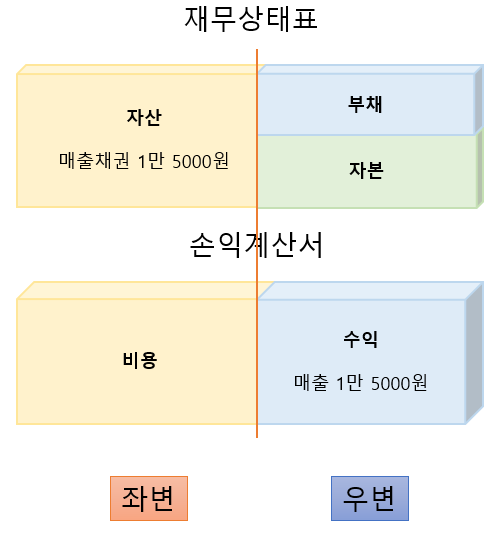 재무상태표
자산
매출채권 1만 5000원
부채
자본
손익계산서
비용
수익
매출 1만 5000원
좌변
우변